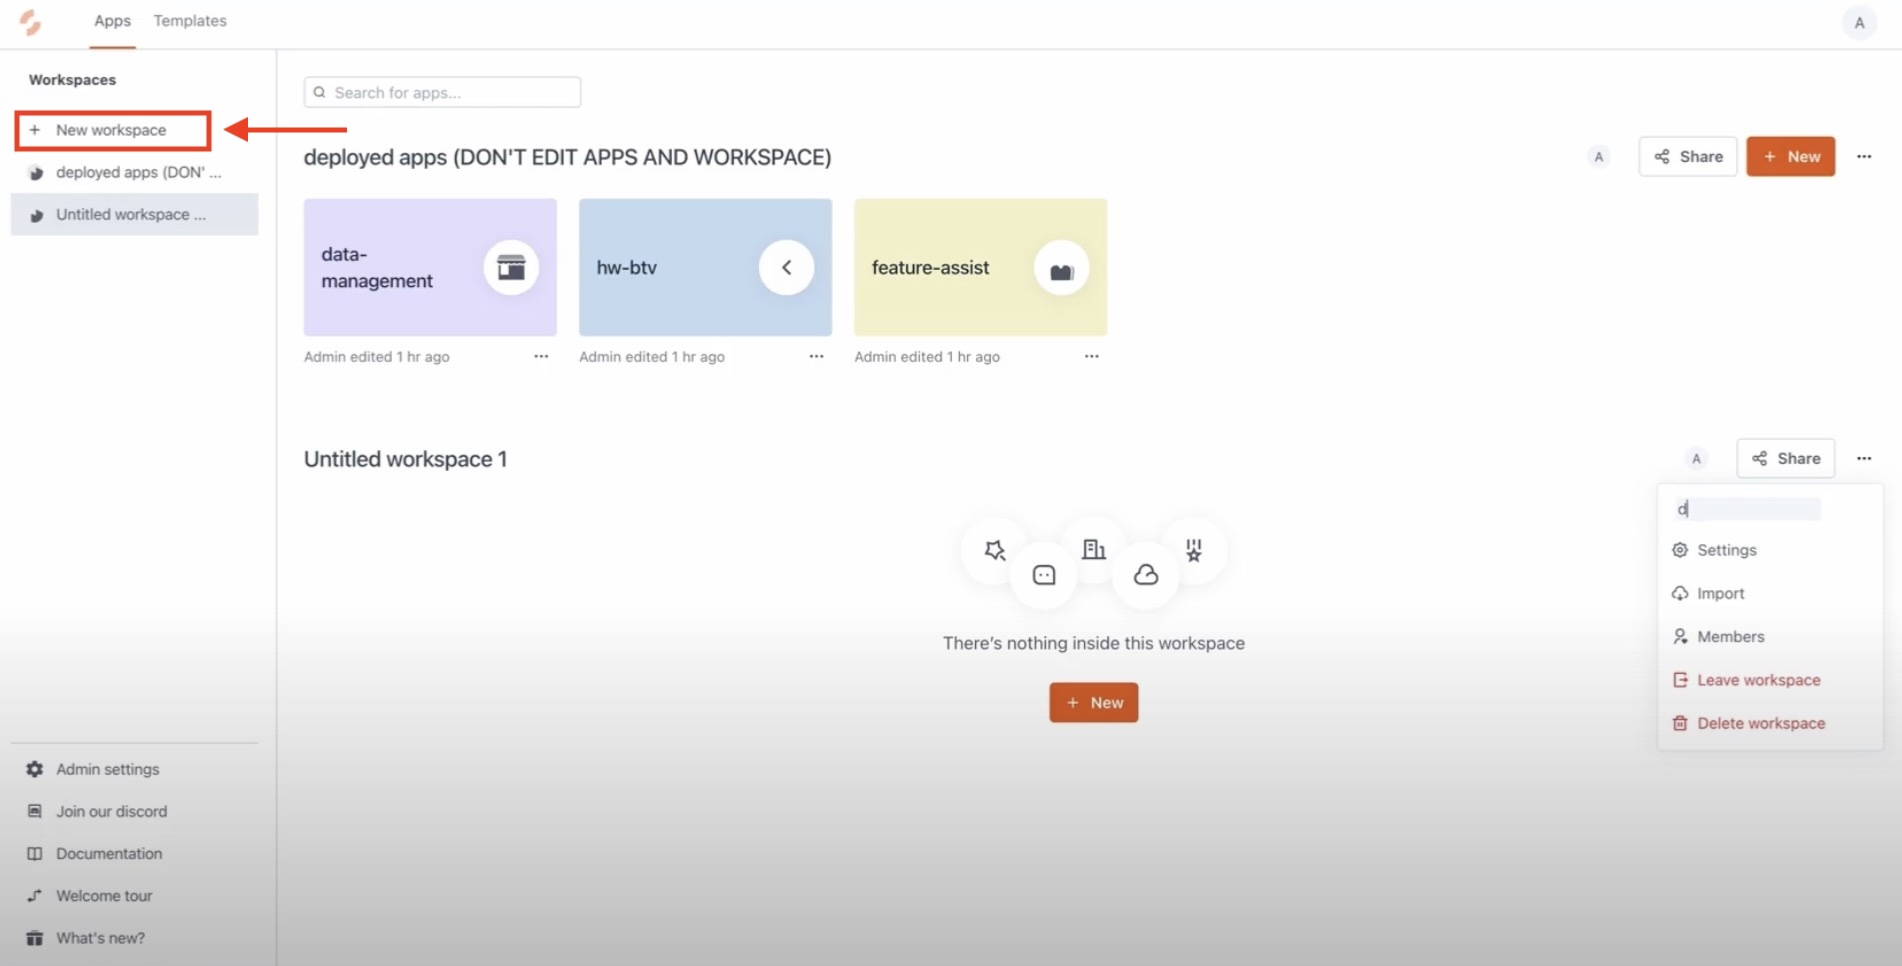 Apps Templates
A
Workspaces
+ New workspace
deployed apps (DON' ...
Untitled workspace ...
Search for apps...
deployed apps (DON'T EDIT APPS AND WORKSPACE)
A
Share
+ New
data-
management
hw-btv
feature-assist
Admin edited 1 hr ago
Admin edited 1 hr ago
Admin edited 1 hr ago
Untitled workspace 1
A
Share
d
Settings
Import
Members
Leave workspace
Delete workspace
There's nothing inside this workspace
+ New
Admin settings
Join our discord
Documentation
Welcome tour
What's new?